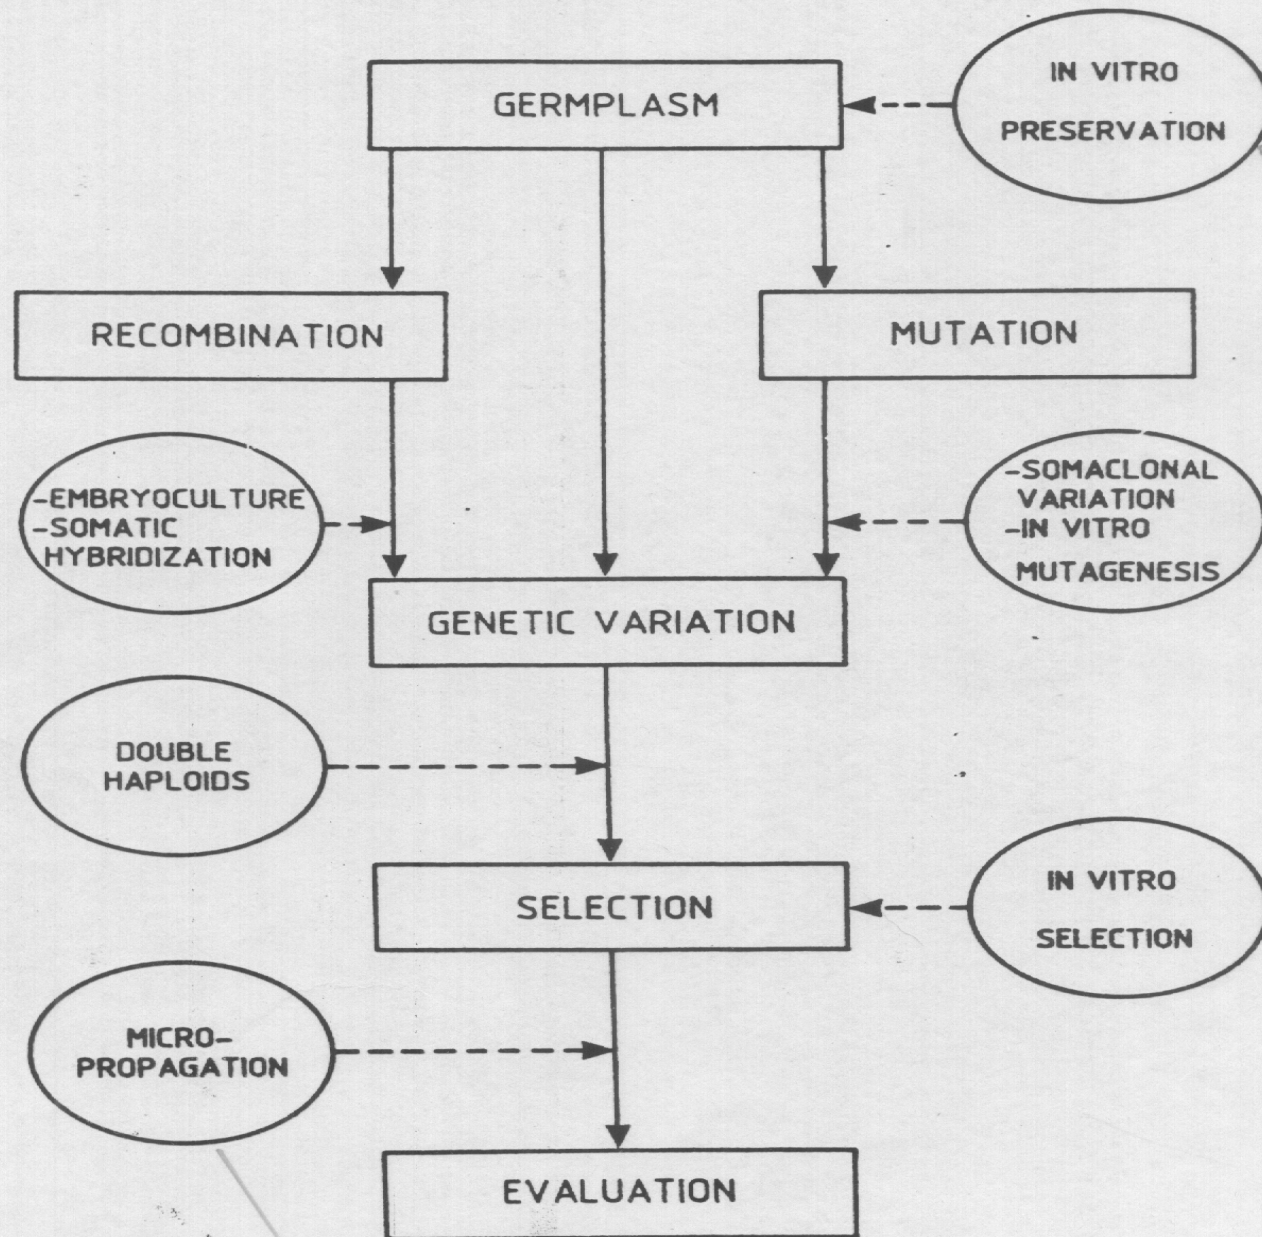 IN VITRO
PRESERVATION
GERMPLASM
RECOMBINATION
MUTATION
-EMBRYOCULTURE
-SOMATIC
HYBRIDIZATION
-SOMACLONAL
VARIATION
-IN VITRO
MUTAGENESIS
GENETIC VARIATION
DOUBLE
HAPLOIDS
SELECTION
IN VITRO
SELECTION
MICRO-
PROPAGATION
EVALUATION